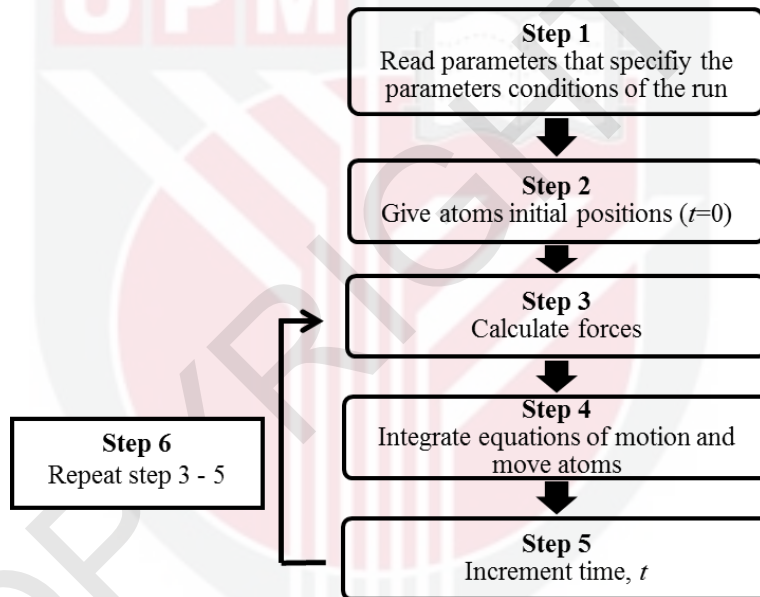 UPM
Step 1
Read parameters that specifiy the
parameters conditions of the run
Step 2
Give atoms initial positions (t=0)
Step 3
Calculate forces
Step 4
Integrate equations of motion and
move atoms
Step 6
Repeat step 3 - 5
Step 5
Increment time, t
COPYRIGHT